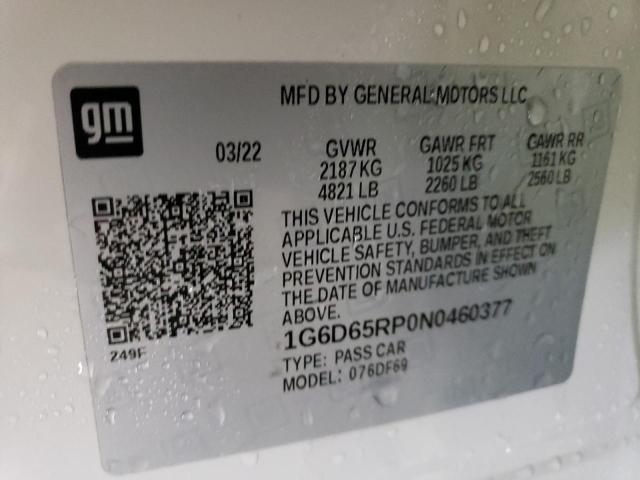 gm
MFD BY GENERAL MOTORS LLC
03/22 GVWR GAWR FRT GAWR RR
2187 KG 1025 KG 1161 KG
4821 LB 2260 LB 2560 LB
THIS VEHICLE CONFORMS TO ALL
APPLICABLE U.S. FEDERAL MOTOR
VEHICLE SAFETY, BUMPER, AND THEFT
PREVENTION STANDARDS IN EFFECT ON
THE DATE OF MANUFACTURE SHOWN
ABOVE.
1G6D65RP0N0460377
TYPE: PASS CAR
MODEL: 076DF69
249F